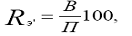 Rэ' = В/П 100,